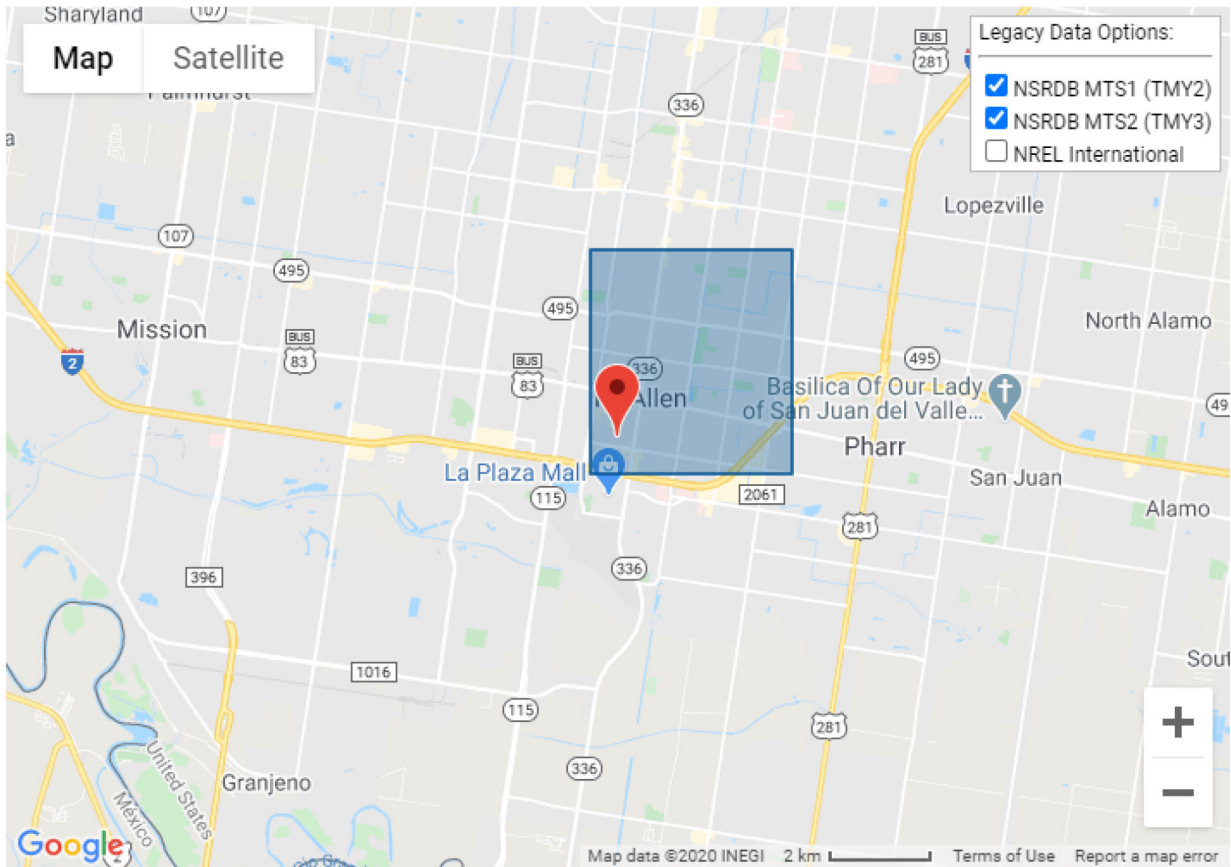 Sharyland
107
Map
Satellite
Legacy Data Options:
NSRDB MTS1 (TMY2)
NSRDB MTS2 (TMY3)
NREL International
BUS
281
Palmhurst
336
a
Lopezville
107
495
495
Mission
BUS
83
North Alamo
2
BUS
83
336
495
Allen
Basilica Of Our Lady
of San Juan del Valle...
49
Pharr
La Plaza Mall
San Juan
115
2061
Alamo
281
336
396
1016
Sout
115
281
336
Granjeno
United States
México
+
−
Google
2
Map data ©2020 INEGI
2 km
Terms of Use
Report a map error